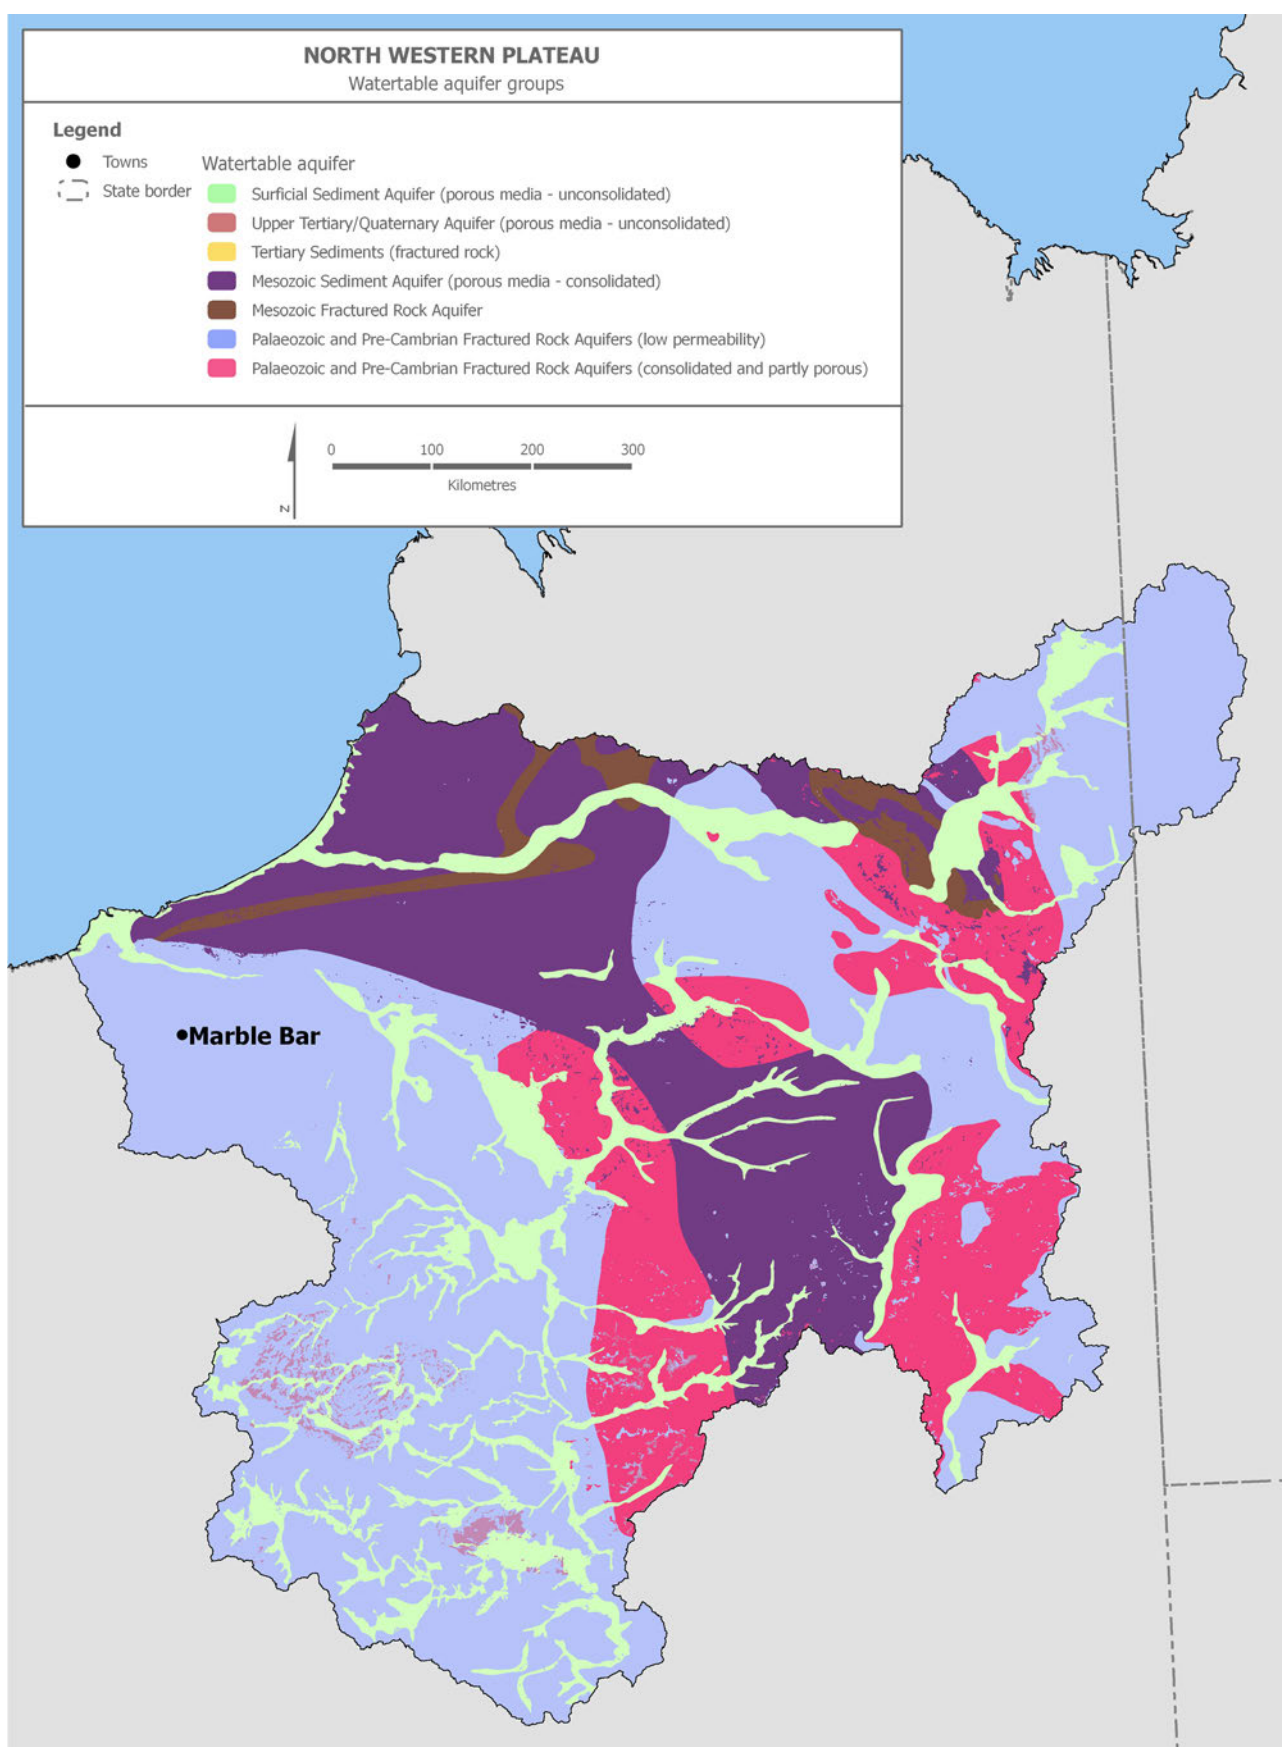 NORTH WESTERN PLATEAU
Watertable aquifer groups
Legend
Towns
State border
Watertable aquifer
Surficial Sediment Aquifer (porous media - unconsolidated)
Upper Tertiary/Quaternary Aquifer (porous media - unconsolidated)
Tertiary Sediments (fractured rock)
Mesozoic Sediment Aquifer (porous media - consolidated)
Mesozoic Fractured Rock Aquifer
Palaeozoic and Pre-Cambrian Fractured Rock Aquifers (low permeability)
Palaeozoic and Pre-Cambrian Fractured Rock Aquifers (consolidated and partly porous)
0 100 200 300
Kilometres
N
Marble Bar